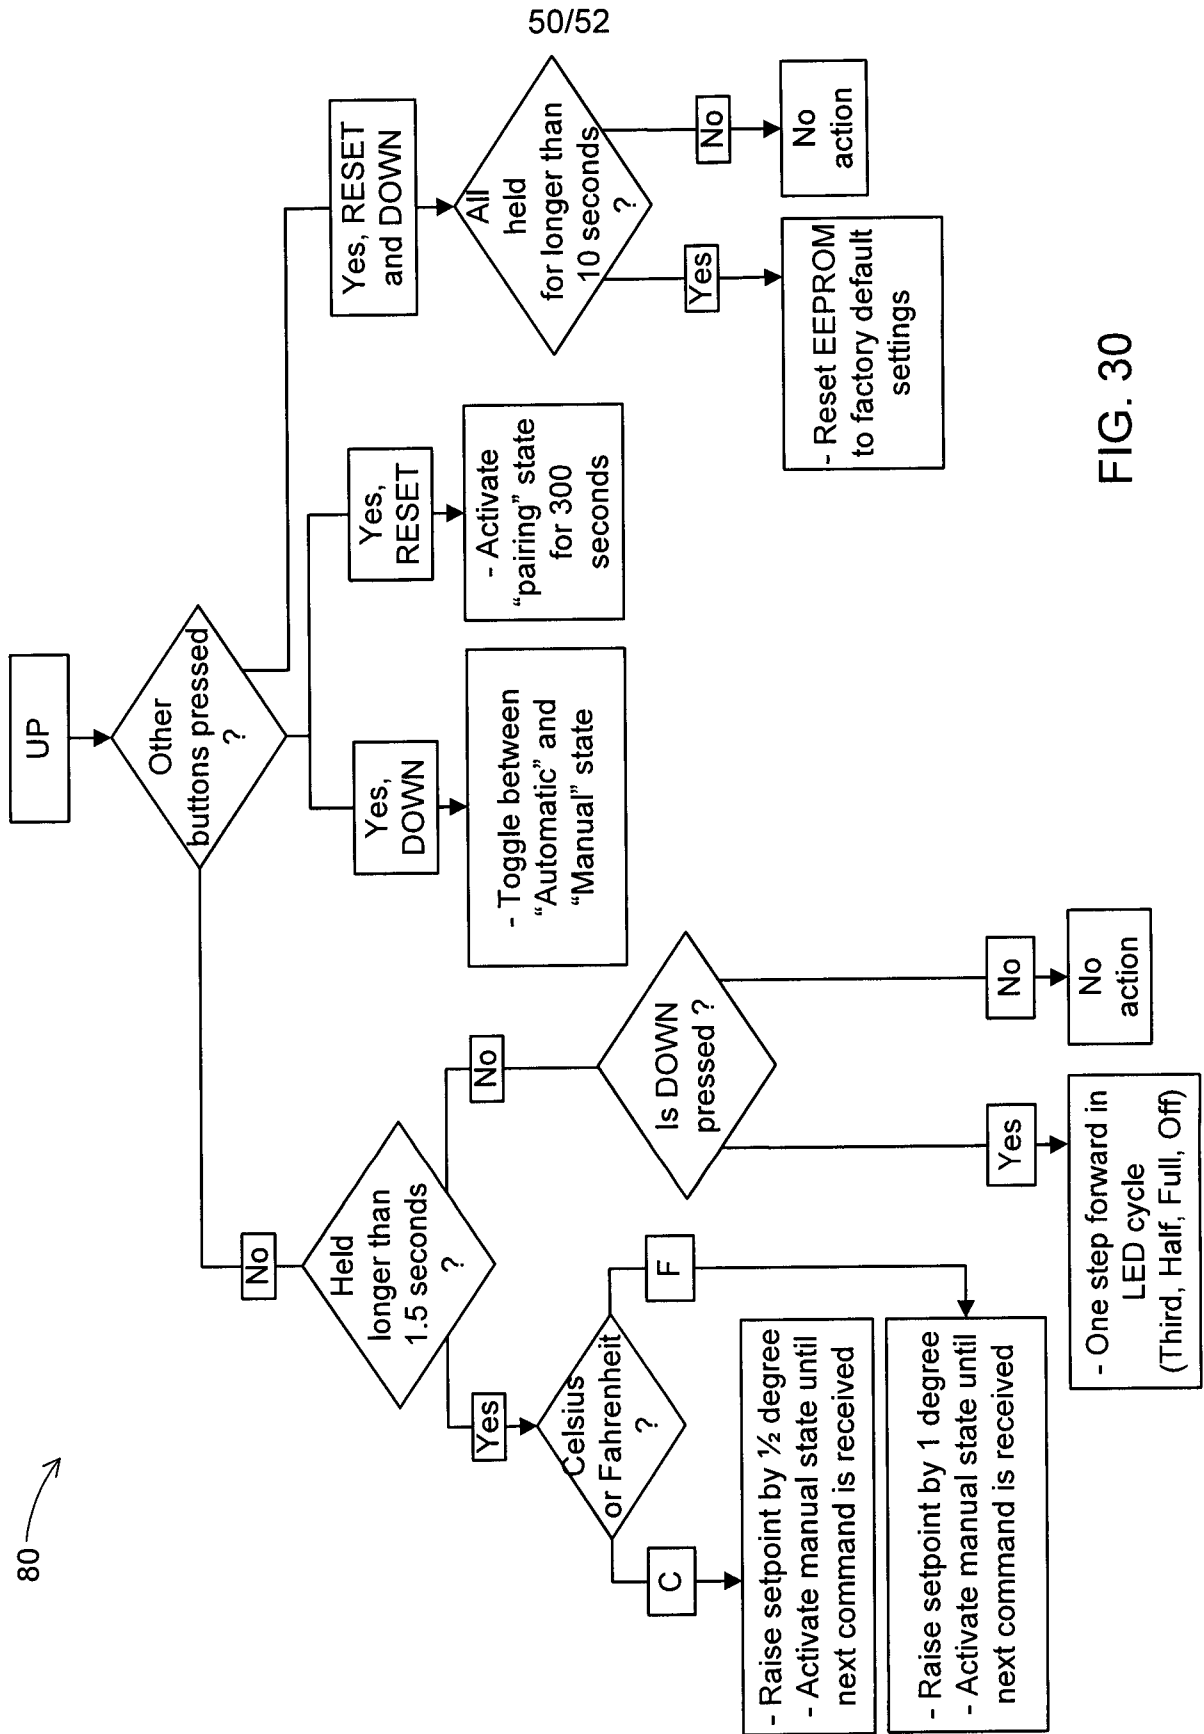 50/52
80
UP
Other
buttons pressed
?
No
Yes,
DOWN
Yes,
RESET
Yes, RESET
and DOWN
Held
longer than
1.5 seconds
?
- Toggle between
“Automatic” and
“Manual” state
- Activate
“pairing” state
for 300
seconds
All
held
for longer than
10 seconds
?
Yes
No
Yes
No
Celsius
or Fahrenheit
?
Is DOWN
pressed ?
- Reset EEPROM
to factory default
settings
No
action
C
F
Yes
No
- Raise setpoint by ½ degree
- Activate manual state until
next command is received
- Raise setpoint by 1 degree
- Activate manual state until
next command is received
- One step forward in
LED cycle
(Third, Half, Full, Off)
No
action
FIG. 30